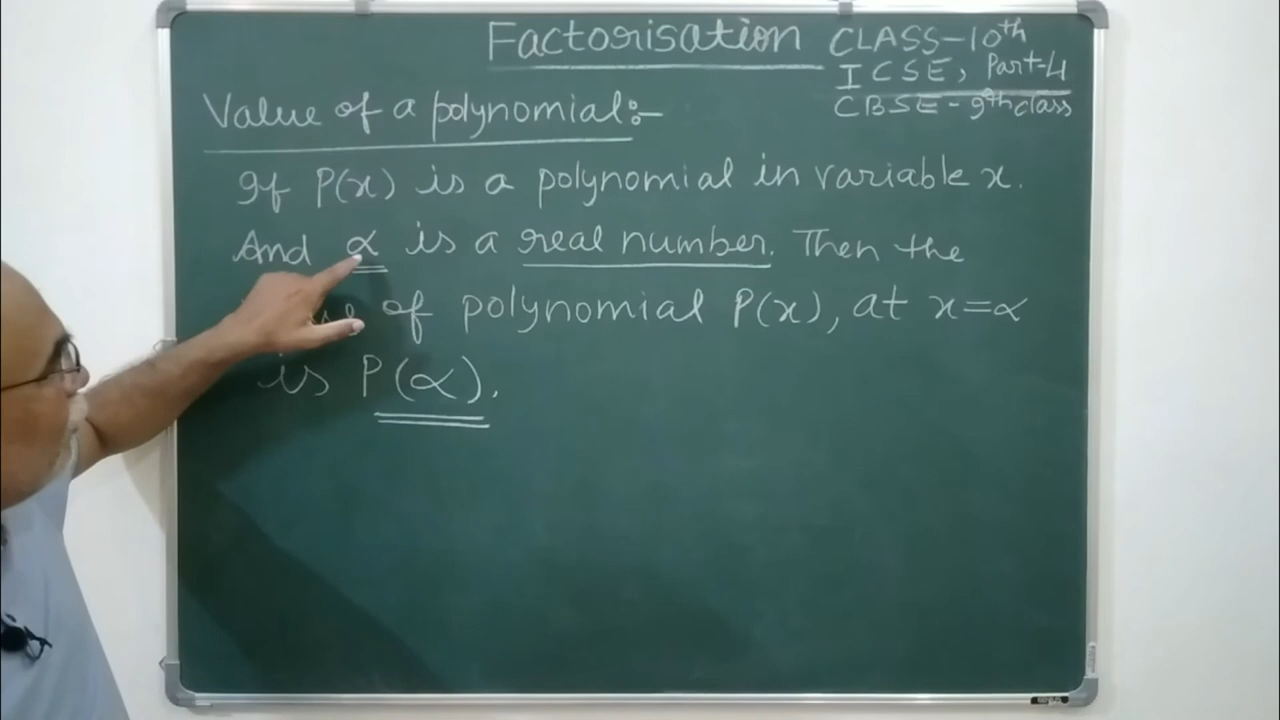 Factorisation
CLASS-10th
ICSE, Part-4
CBSE - 9th class
Value of a polynomial:-
If P(x) is a polynomial in variable x.
And α is a real number. Then the
of polynomial P(x), at x=α
is P(α).